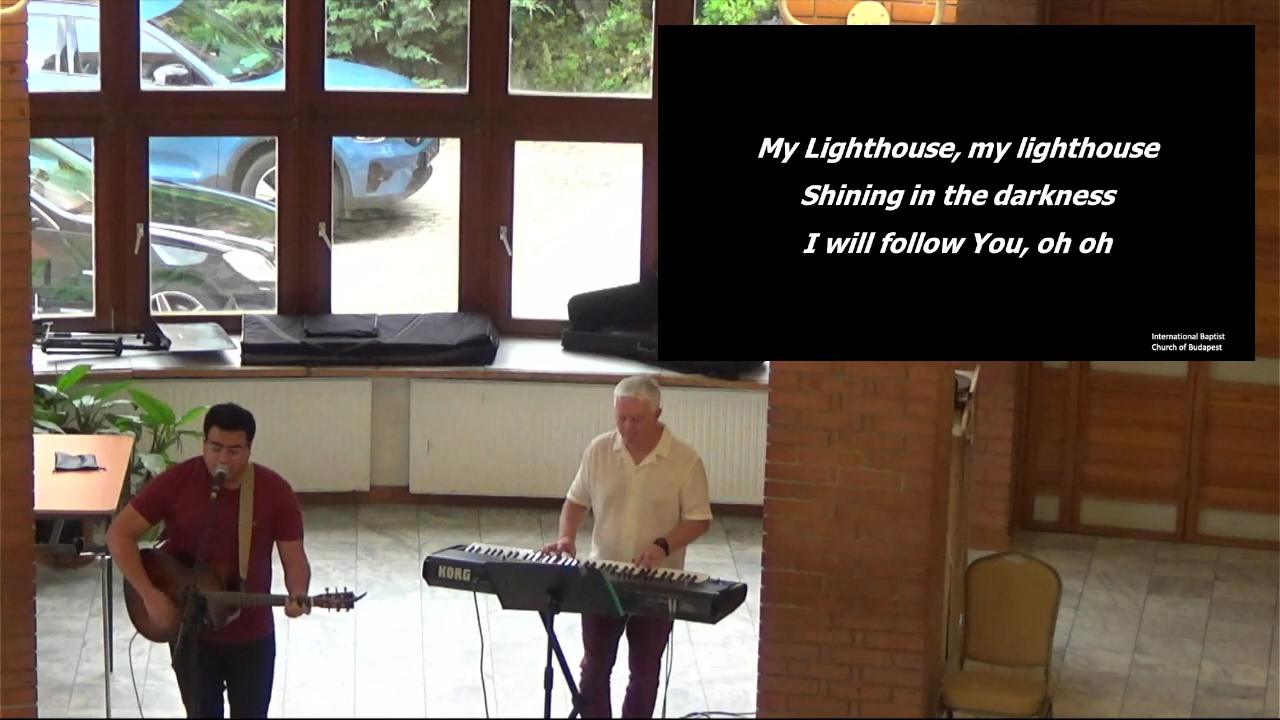 My Lighthouse, my lighthouse
Shining in the darkness
I will follow You, oh oh
International Baptist
Church of Budapest
KORG